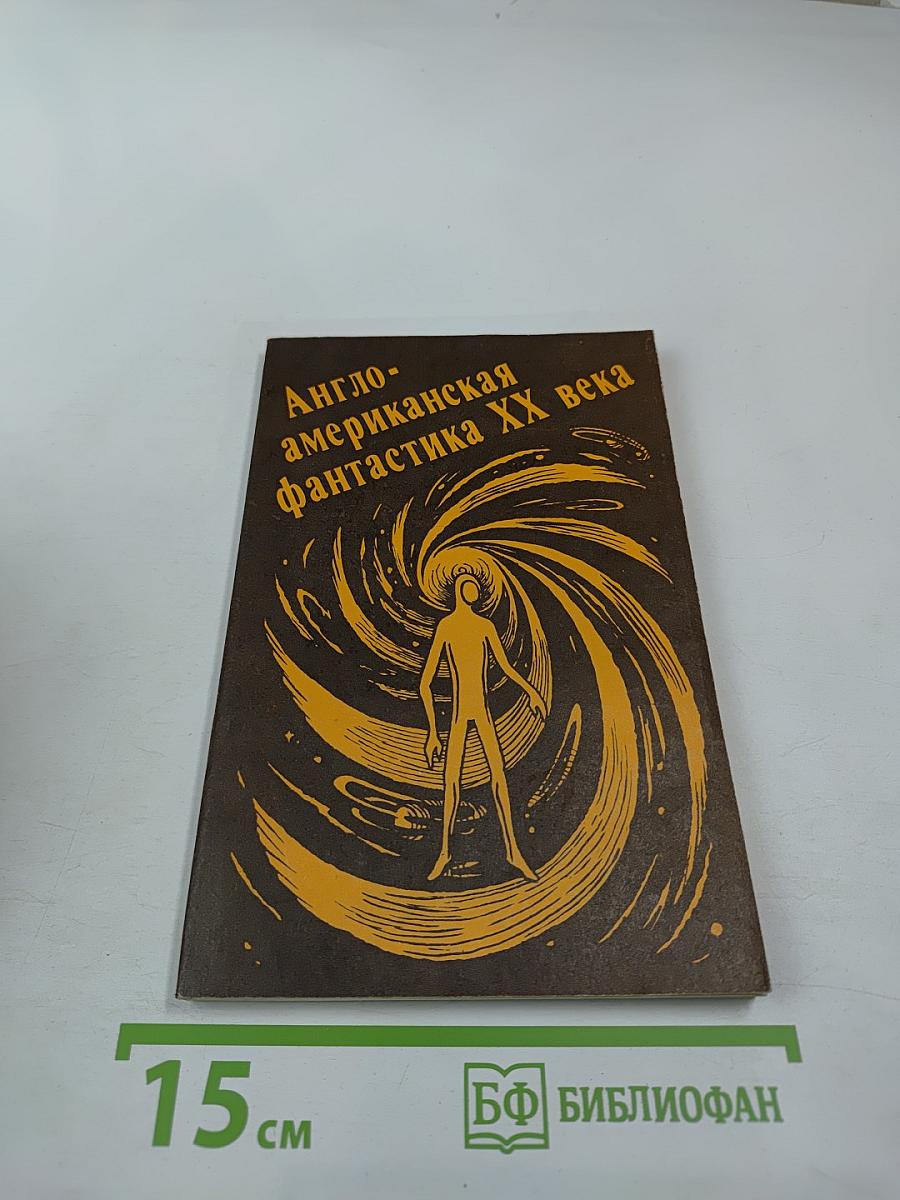 Англо-
американская
фантастика XX века
15 см
БФ БИБЛИОФАН